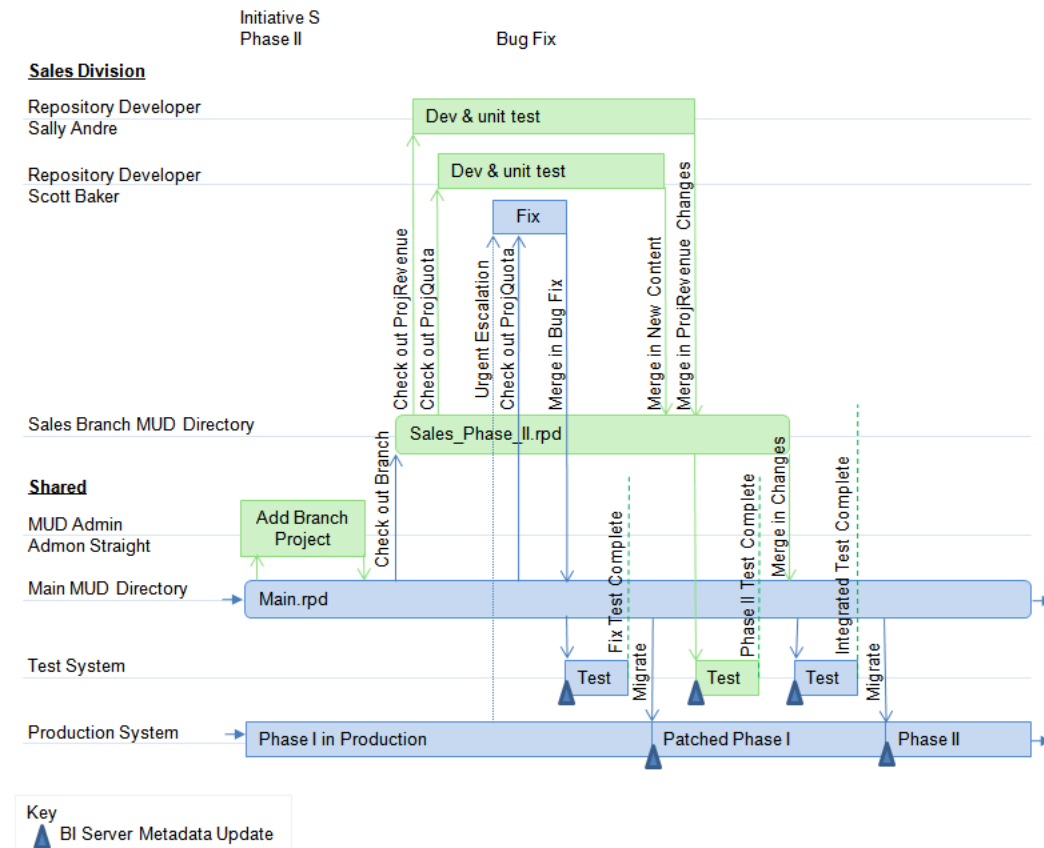 Initiative S
Phase II
Bug Fix
Sales Division
Repository Developer
Sally Andre
Dev & unit test
Repository Developer
Scott Baker
Dev & unit test
Fix
Check out ProjRevenue
Check out ProjQuota
Urgent Escalation
Check out ProjQuota
Merge in Bug Fix
Merge in New Content
Merge in ProjRevenue Changes
Sales Branch MUD Directory
Sales_Phase_II.rpd
Shared
MUD Admin
Admon Straight
Add Branch
Project
Check out Branch
Fix Test Complete
Phase II Test Complete
Merge in Changes
Integrated Test Complete
Main MUD Directory
Main.rpd
Test System
Test
Migrate
Test
Test
Migrate
Production System
Phase I in Production
Patched Phase I
Phase II
Key
BI Server Metadata Update